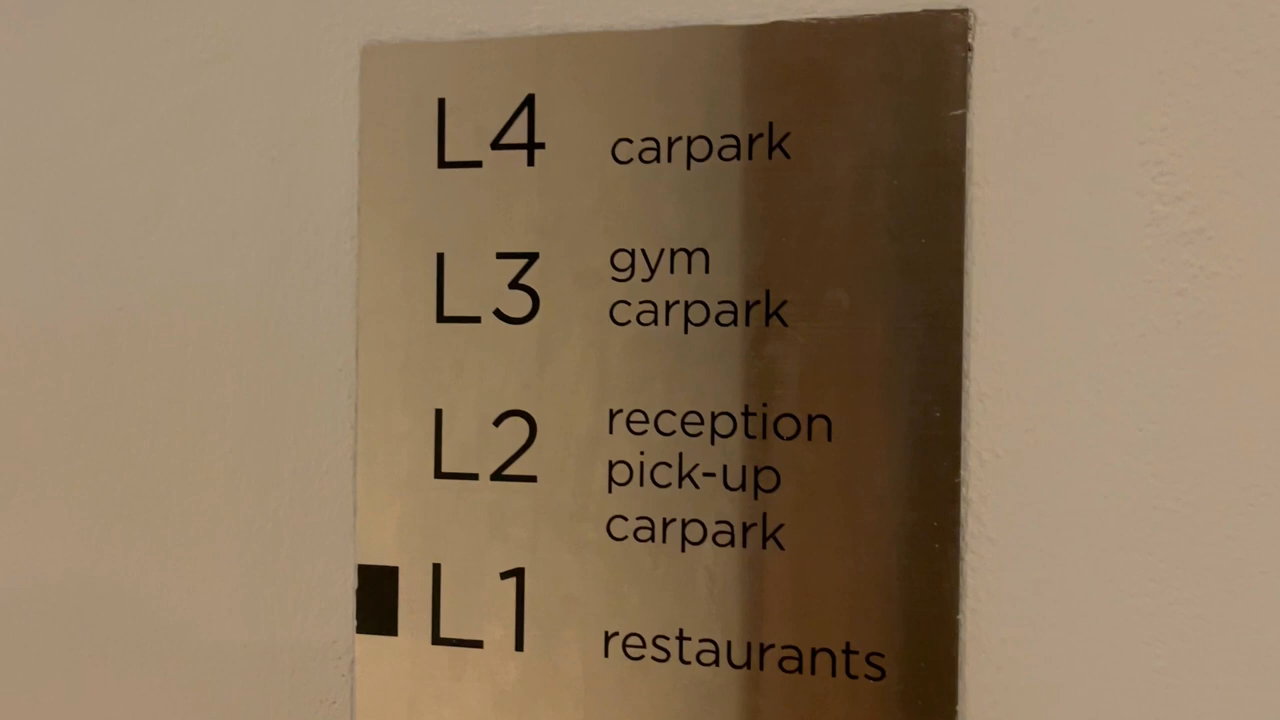 L4 carpark
L3 gym
carpark
L2 reception
pick-up
carpark
L1 restaurants